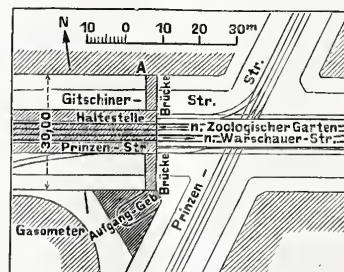 N
10 0 10 20 30m
A
Gitschiner-
Brücke
Str.
Str.
Haltestelle
30,00
n. Zoologischer Garten
Prinzen-Str.
n. Warschauer-Str.
Brücke
Prinzen-
Aufgang-Geb.
Gasometer